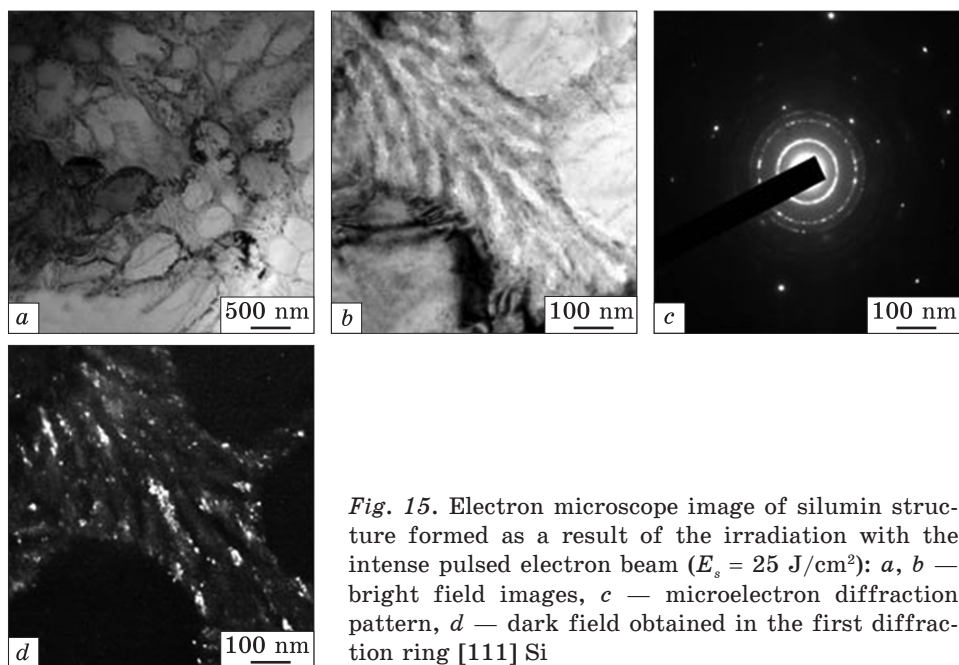 a
500 nm
b
100 nm
c
100 nm
d
100 nm
Fig. 15. Electron microscope image of silumin struc-
ture formed as a result of the irradiation with the
intense pulsed electron beam (Eₛ = 25 J/cm²): a, b —
bright field images, c — microelectron diffraction
pattern, d — dark field obtained in the first diffrac-
tion ring [111] Si